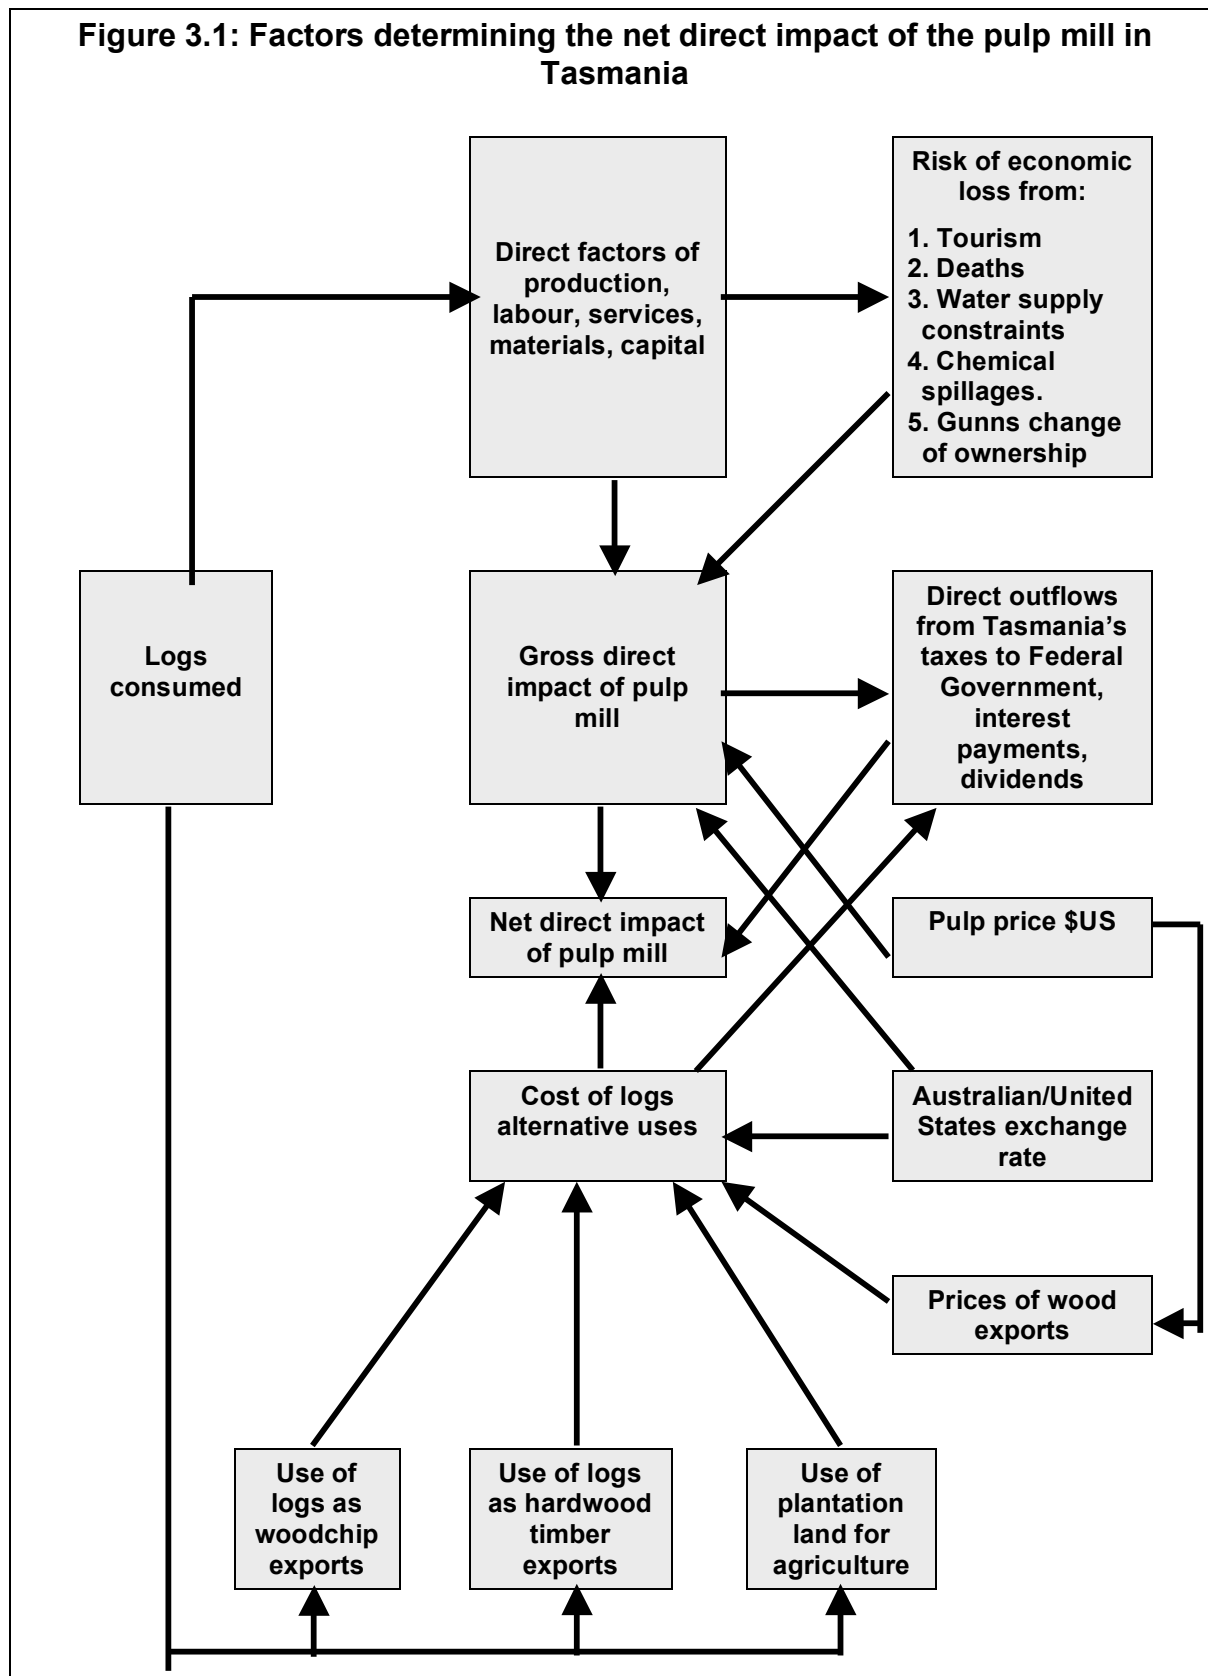 Figure 3.1: Factors determining the net direct impact of the pulp mill in
Tasmania
Direct factors of
production,
labour, services,
materials, capital
Risk of economic
loss from:
1. Tourism
2. Deaths
3. Water supply
constraints
4. Chemical
spillages.
5. Gunns change
of ownership
Logs
consumed
Gross direct
impact of pulp
mill
Direct outflows
from Tasmania’s
taxes to Federal
Government,
interest
payments,
dividends
Net direct impact
of pulp mill
Pulp price $US
Cost of logs
alternative uses
Australian/United
States exchange
rate
Prices of wood
exports
Use of
logs as
woodchip
exports
Use of logs
as hardwood
timber
exports
Use of
plantation
land for
agriculture